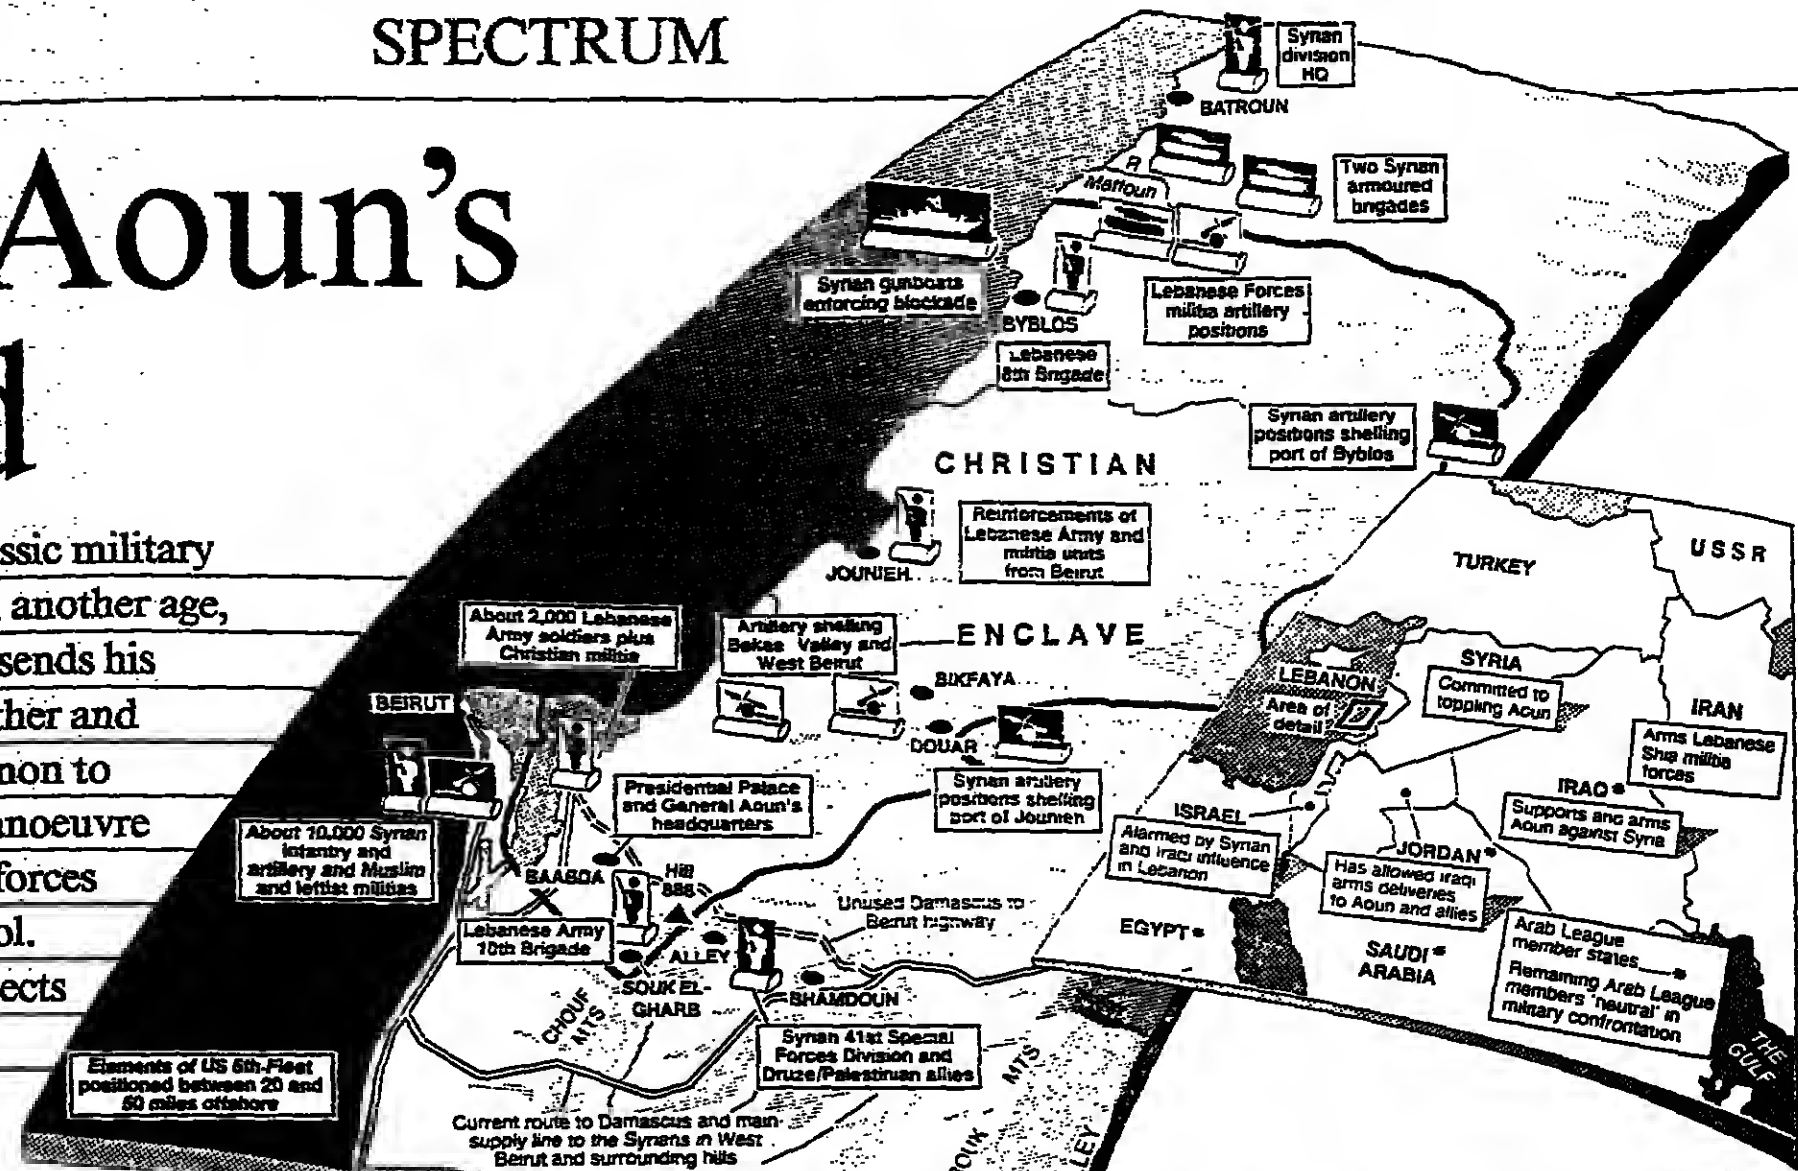 SPECTRUM
Aoun's
d
ssic military
another age,
sends his
ther and
non to
anoeuvre
forces
ol.
ects
Syrian
division
HQ
BATROUN
Two Syrian
armoured
brigades
R
Madfoun
Syrian gunboats
enforcing blockade
BYBLOS
Lebanese Forces
militia artillery
positions
Lebanese
8th Brigade
Syrian artillery
positions shelling
port of Byblos
CHRISTIAN
Reinforcements of
Lebanese Army and
militia units
from Beirut
JOUNIEH
About 2,000 Lebanese
Army soldiers plus
Christian militia
Artillery shelling
Bekaa Valley and
West Beirut
ENCLAVE
BIKFAYA
BEIRUT
DOUAR
Syrian artillery
positions shelling
port of Jounieh
Presidential Palace
and General Aoun's
headquarters
About 10,000 Syrian
infantry and
artillery and Muslim
and leftist militias
BAABDA
Hill
888
Unused Damascus to
Beirut highway
Lebanese Army
10th Brigade
ALLEY
SOUK EL-
GHARB
BHAMDOUN
CHOUF
MTS
Syrian 41st Special
Forces Division and
Druze/Palestinian allies
Elements of US 6th-Fleet
positioned between 20 and
50 miles offshore
Current route to Damascus and main
supply line to the Syrians in West
Beirut and surrounding hills
MTS
TURKEY
USSR
SYRIA
Committed to
toppling Aoun
LEBANON
Area of
detail
IRAN
Arms Lebanese
Shia militia
forces
IRAQ
Supports and arms
Aoun against Syria
ISRAEL
Alarmed by Syrian
and Iraqi influence
in Lebanon
JORDAN
Has allowed Iraqi
arms deliveries
to Aoun and allies
EGYPT
SAUDI
ARABIA
Arab League
member states
Remaining Arab League
members 'neutral' in
military confrontation
THE
GULF